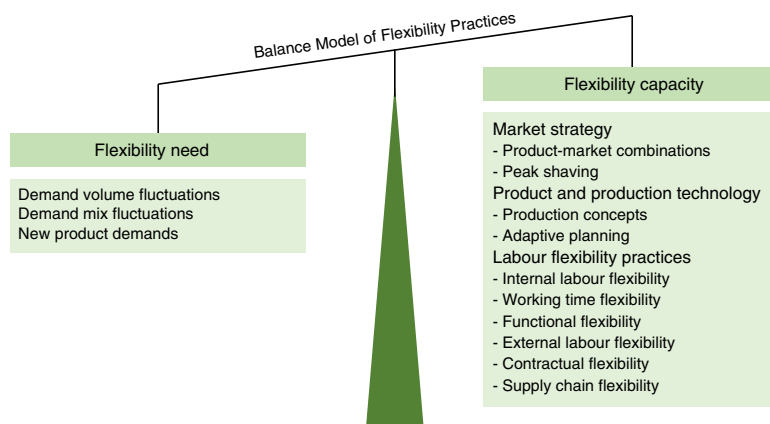 Balance Model of Flexibility Practices
Flexibility need
Demand volume fluctuations
Demand mix fluctuations
New product demands
Flexibility capacity
Market strategy
- Product-market combinations
- Peak shaving
Product and production technology
- Production concepts
- Adaptive planning
Labour flexibility practices
- Internal labour flexibility
- Working time flexibility
- Functional flexibility
- External labour flexibility
- Contractual flexibility
- Supply chain flexibility